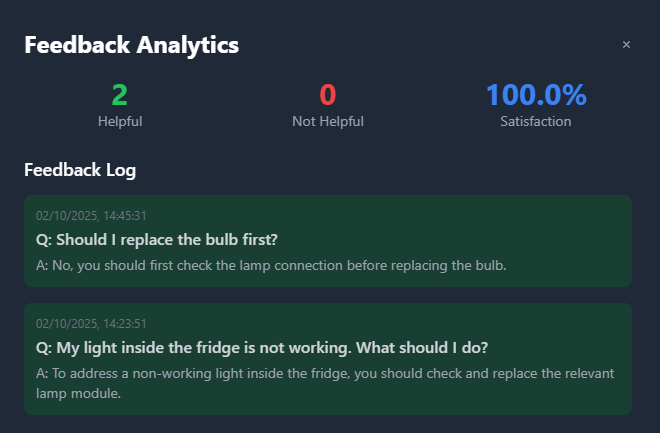 Feedback Analytics ×
2 0 100.0%
Helpful Not Helpful Satisfaction
Feedback Log
02/10/2025, 14:45:31
Q: Should I replace the bulb first?
A: No, you should first check the lamp connection before replacing the bulb.
02/10/2025, 14:23:51
Q: My light inside the fridge is not working. What should I do?
A: To address a non-working light inside the fridge, you should check and replace the relevant
lamp module.